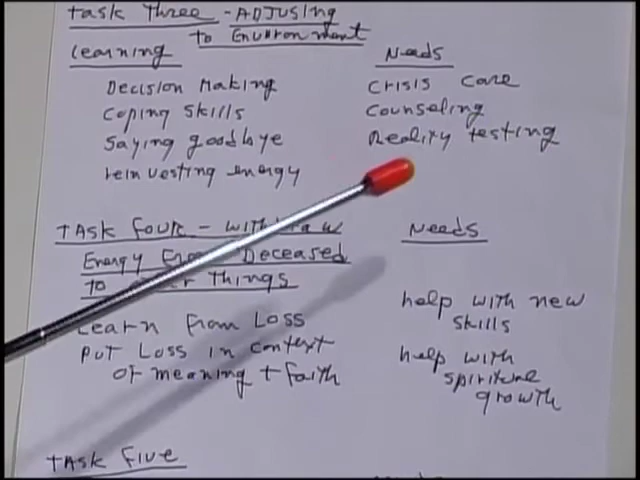 Task Three - ADJUSing
to EnviRonment
Learning
Decision Making
Coping Skills
Saying goodbye
reinvesting energy
Needs
Crisis Care
Counseling
Reality testing
TASK FOUR - Withdraw
Energy From Deceased
to Other Things
Learn From Loss
Put Loss in context
of meaning + faith
Needs
help with new
skills
help with
spiritual
growth
TASK FIVE